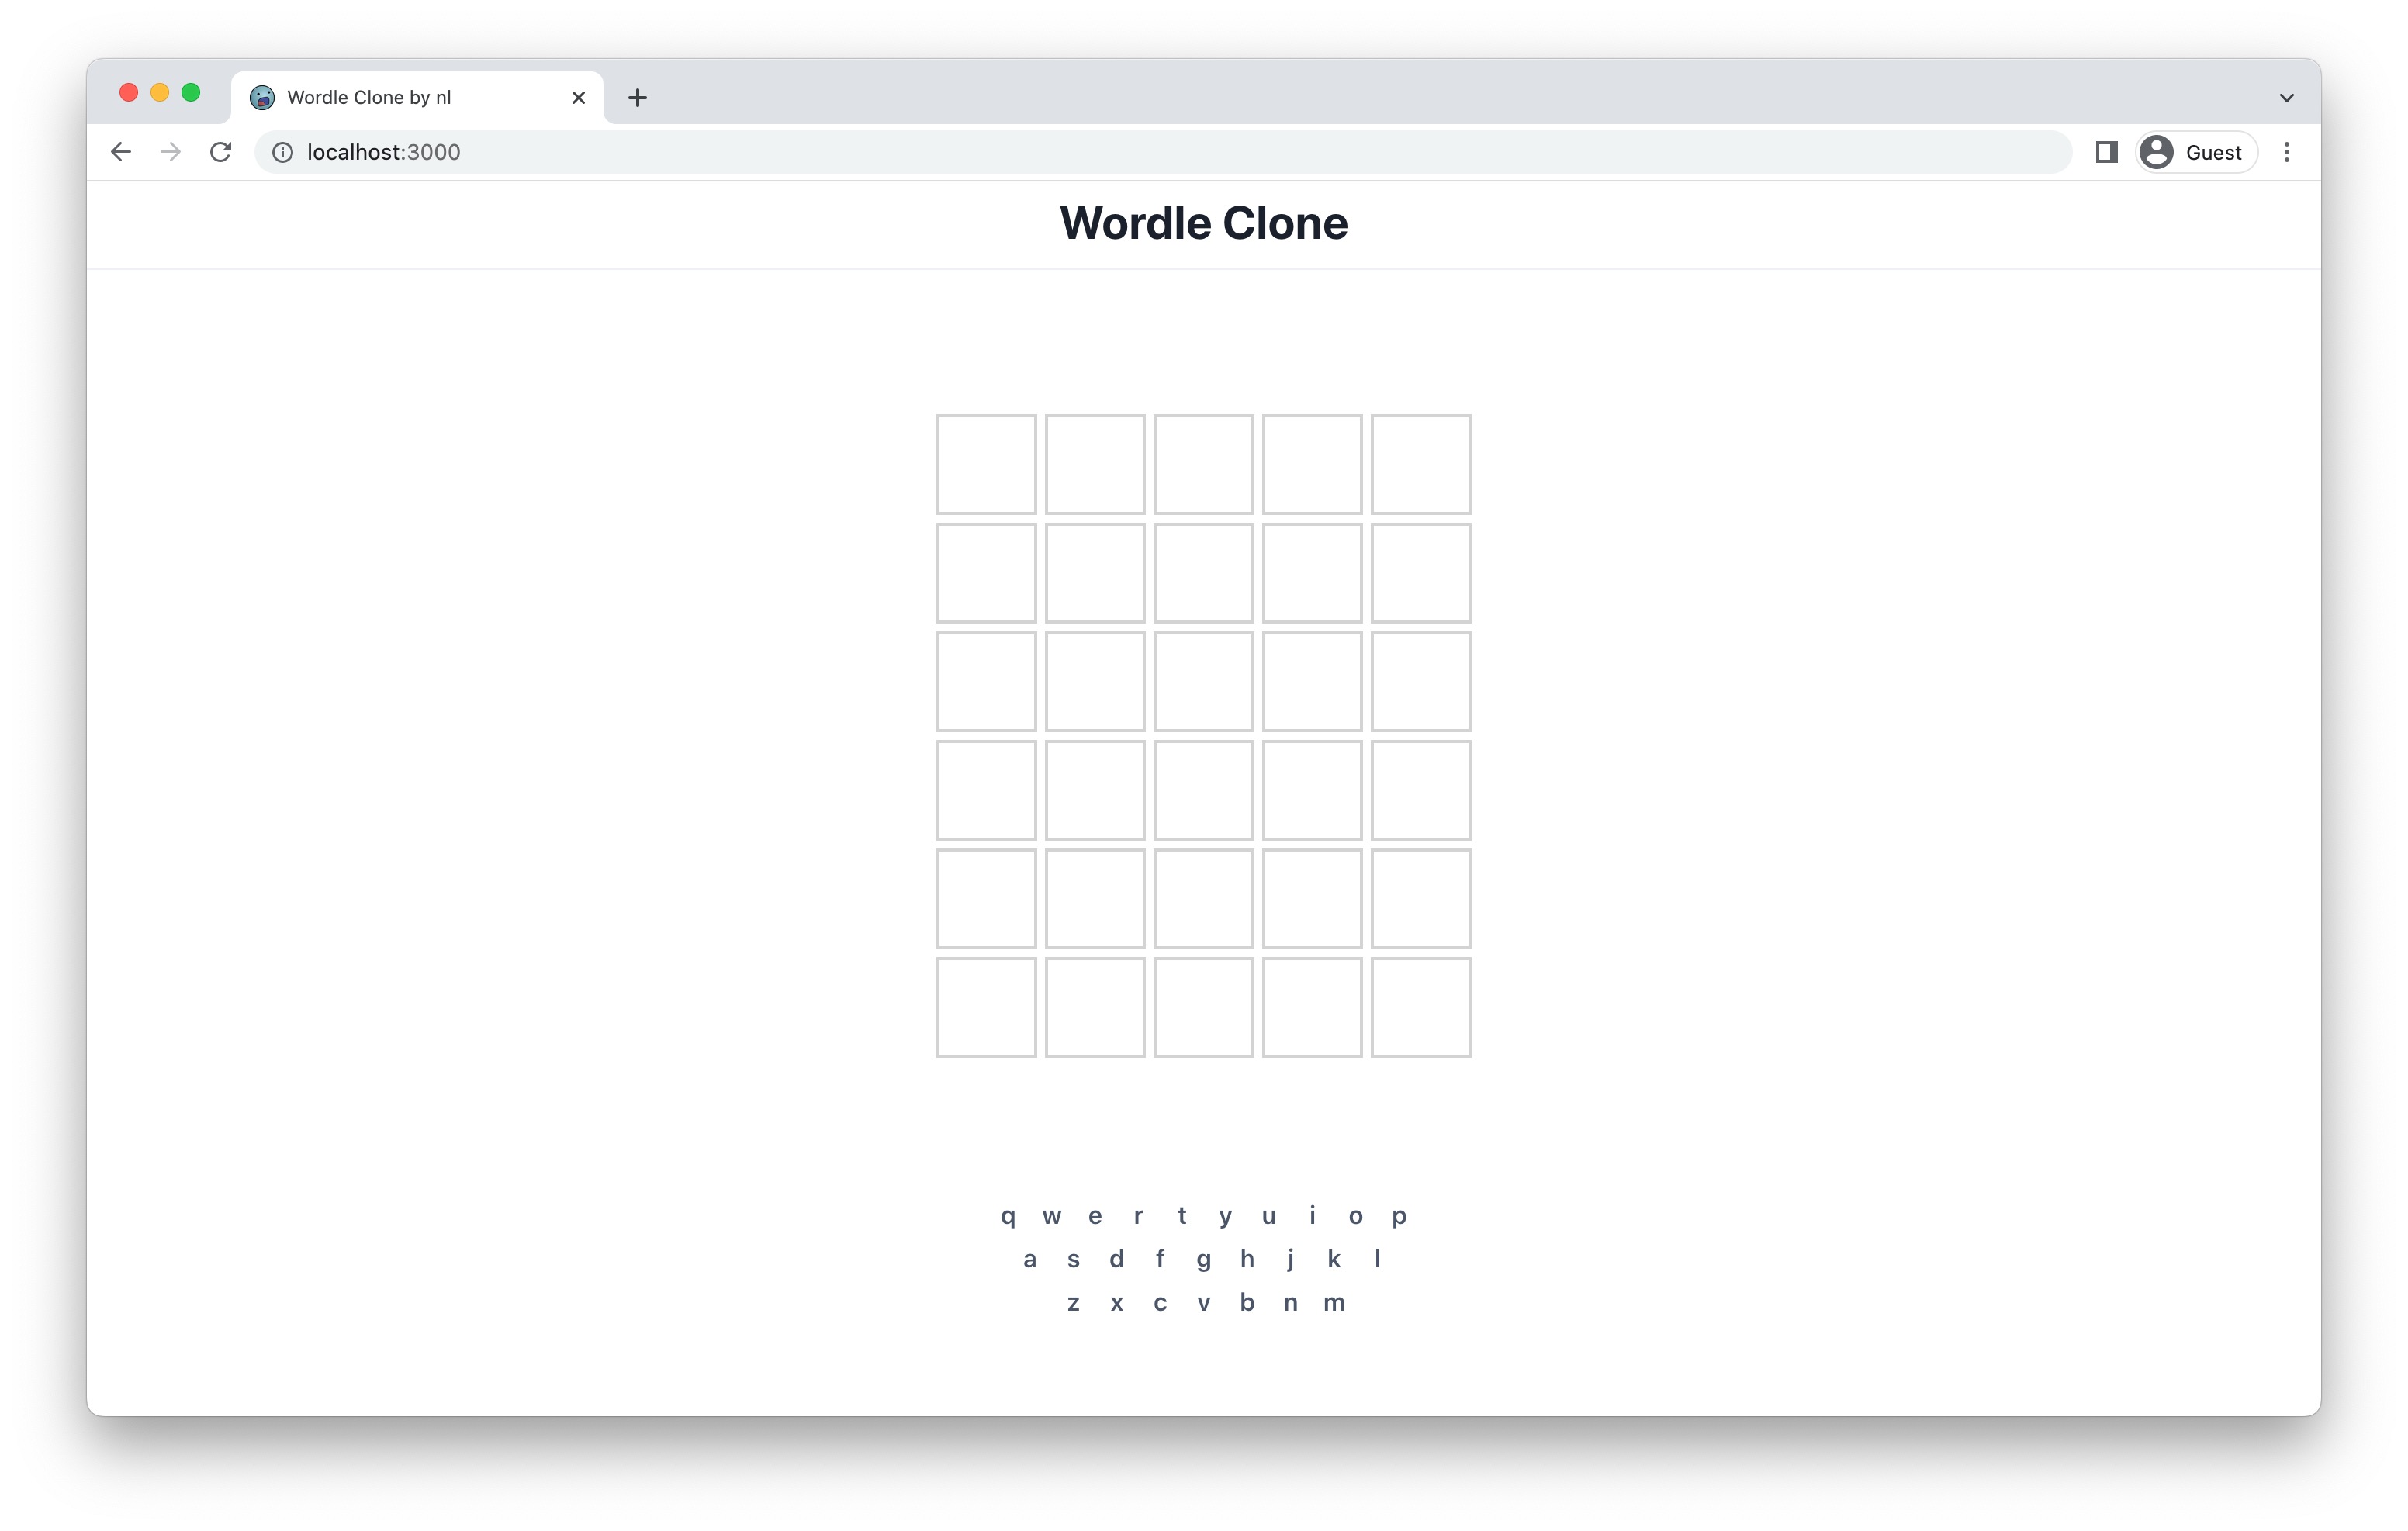 Wordle Clone by nl
localhost:3000
Guest
Wordle Clone
q w e r t y u i o p
a s d f g h j k l
z x c v b n m